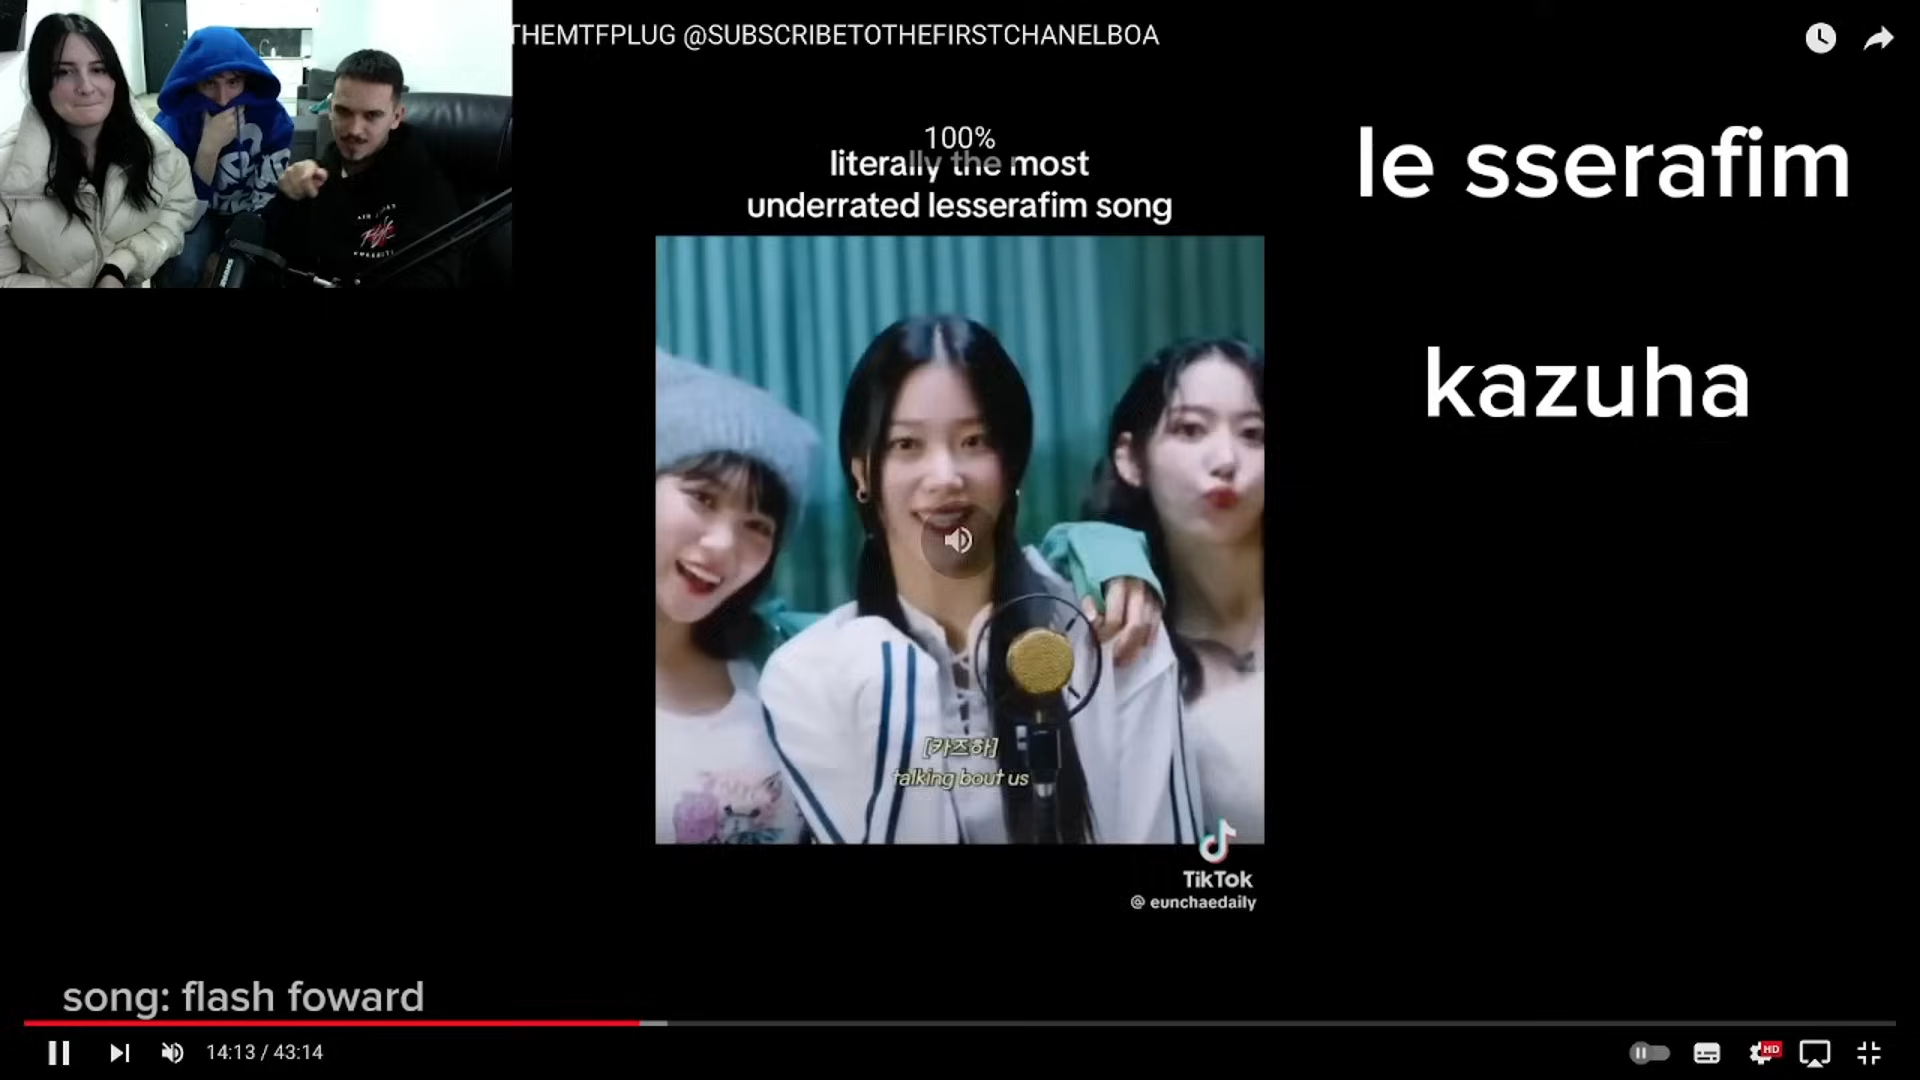 THEMTFPLUG @SUBSCRIBETOTHEFIRSTCHANELBOA
100%
literally the most
underrated lesserafim song
le sserafim
kazuha
[카즈하]
talking bout us
TikTok
@ eunchaedaily
song: flash foward
14:13 / 43:14
HD